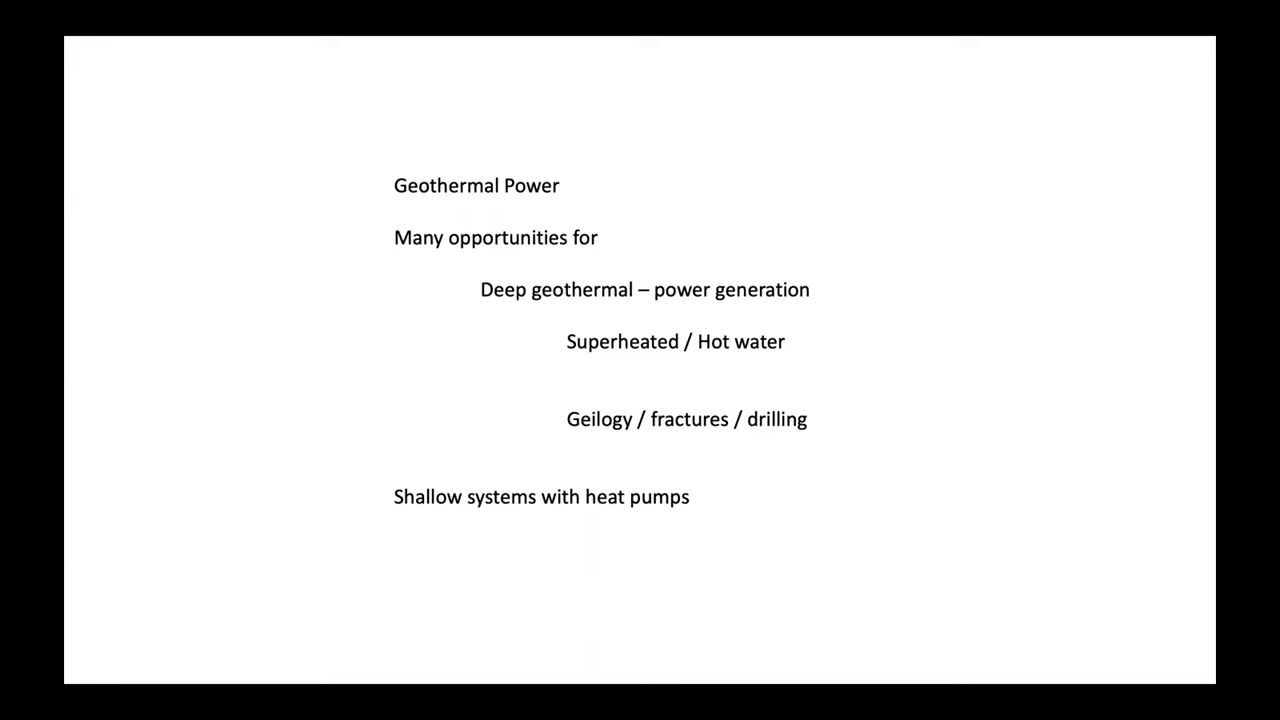 Geothermal Power
Many opportunities for
Deep geothermal – power generation
Superheated / Hot water
Geilogy / fractures / drilling
Shallow systems with heat pumps